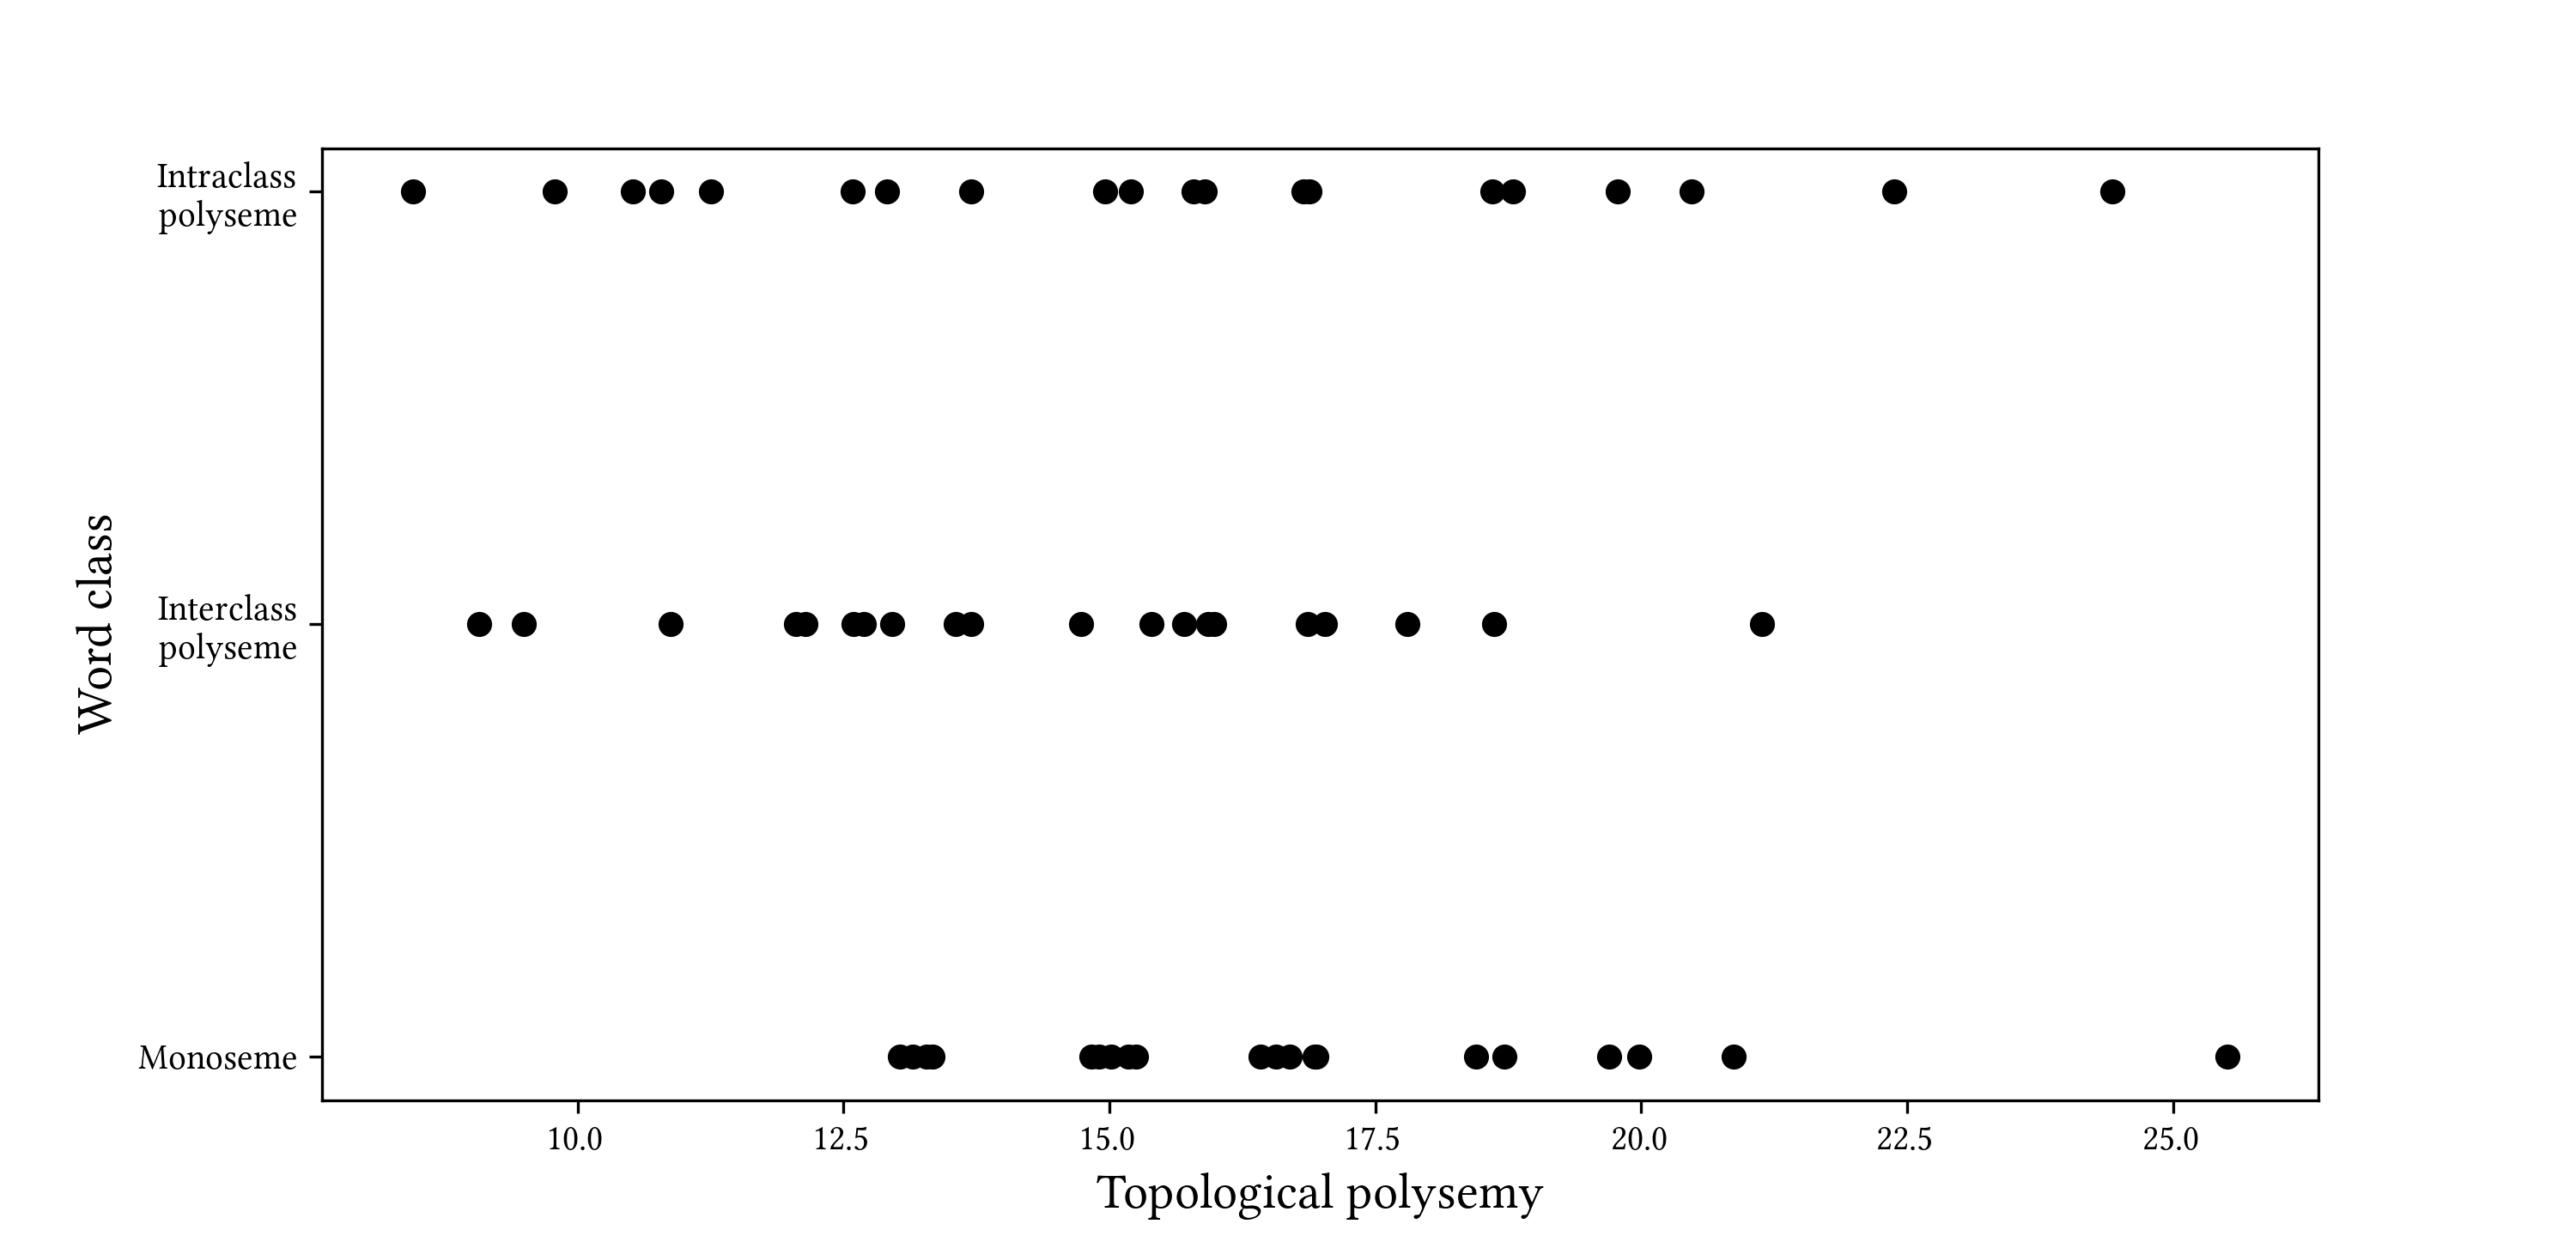 Intraclass
polyseme
Interclass
polyseme
Monoseme
Word class
10.0 12.5 15.0 17.5 20.0 22.5 25.0
Topological polysemy